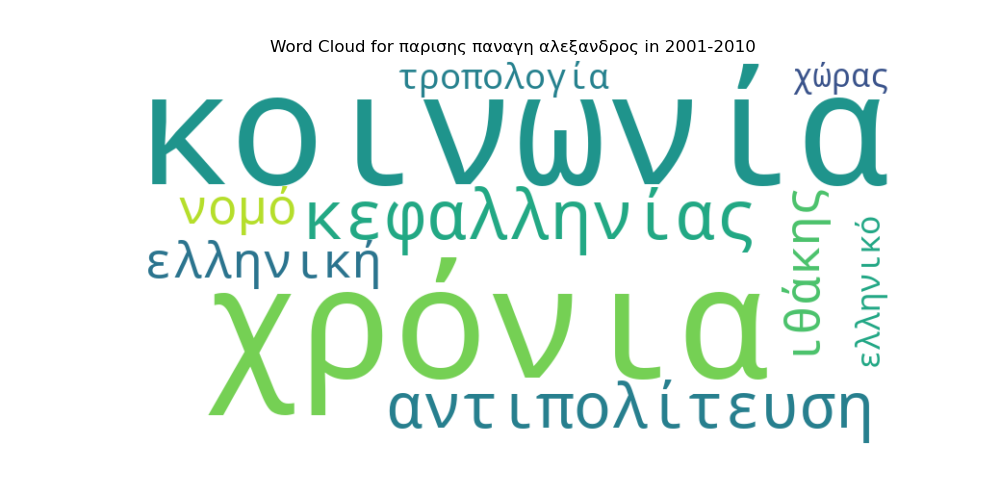 Word Cloud for παρισης παναγη αλεξανδρος in 2001-2010
τροπολογία
χώρας
κοινωνία
νομό
κεφαλληνίας
ιθάκης
ελληνικό
ελληνική
χρόνια
αντιπολίτευση